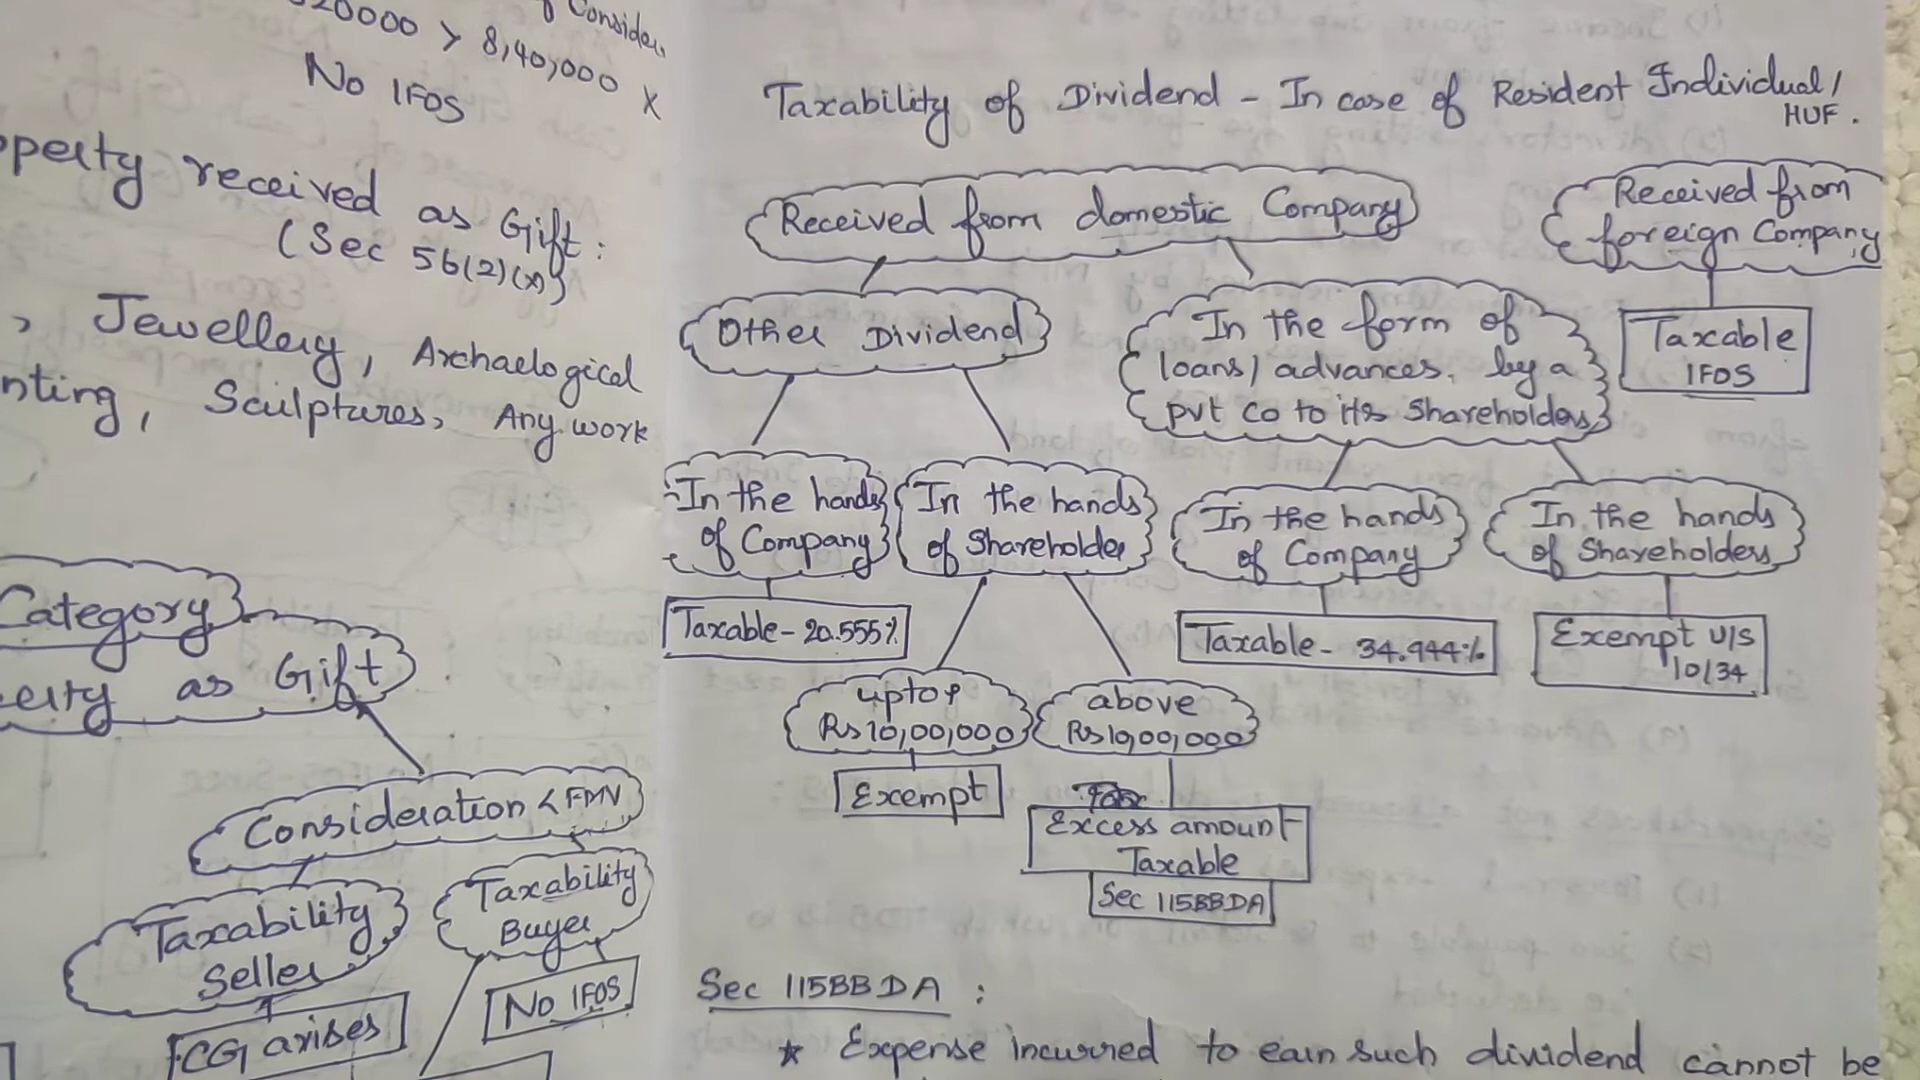 20000 > 8,40,000 X
No IFOS
received as Gift :
(Sec 56(2)(x))
, Jewellery, Archaelogical
Sculptures, Any work
Category
as Gift
Consideration < FMV
Taxability
Seller
Taxability
Buyer
CG arises
No IFOS
Taxability of Dividend - In case of Resident Individual /
HUF.
Received from domestic Company
Received from
foreign Company
Other Dividend
In the form of
loans/ advances. by a
pvt co to its Shareholders
Taxable
IFOS
In the hands
of Company
In the hands
of Shareholder
In the hands
of Company
In the hands
of Shareholders
Taxable - 20.555%
Taxable - 34.944%
Exempt U/S
10/34
upto
Rs 10,00,000
above
Rs 10,00,000
Exempt
Excess amount
Taxable
Sec 115BBDA
Sec 115BBDA :
* Expense incurred to earn such dividend cannot be